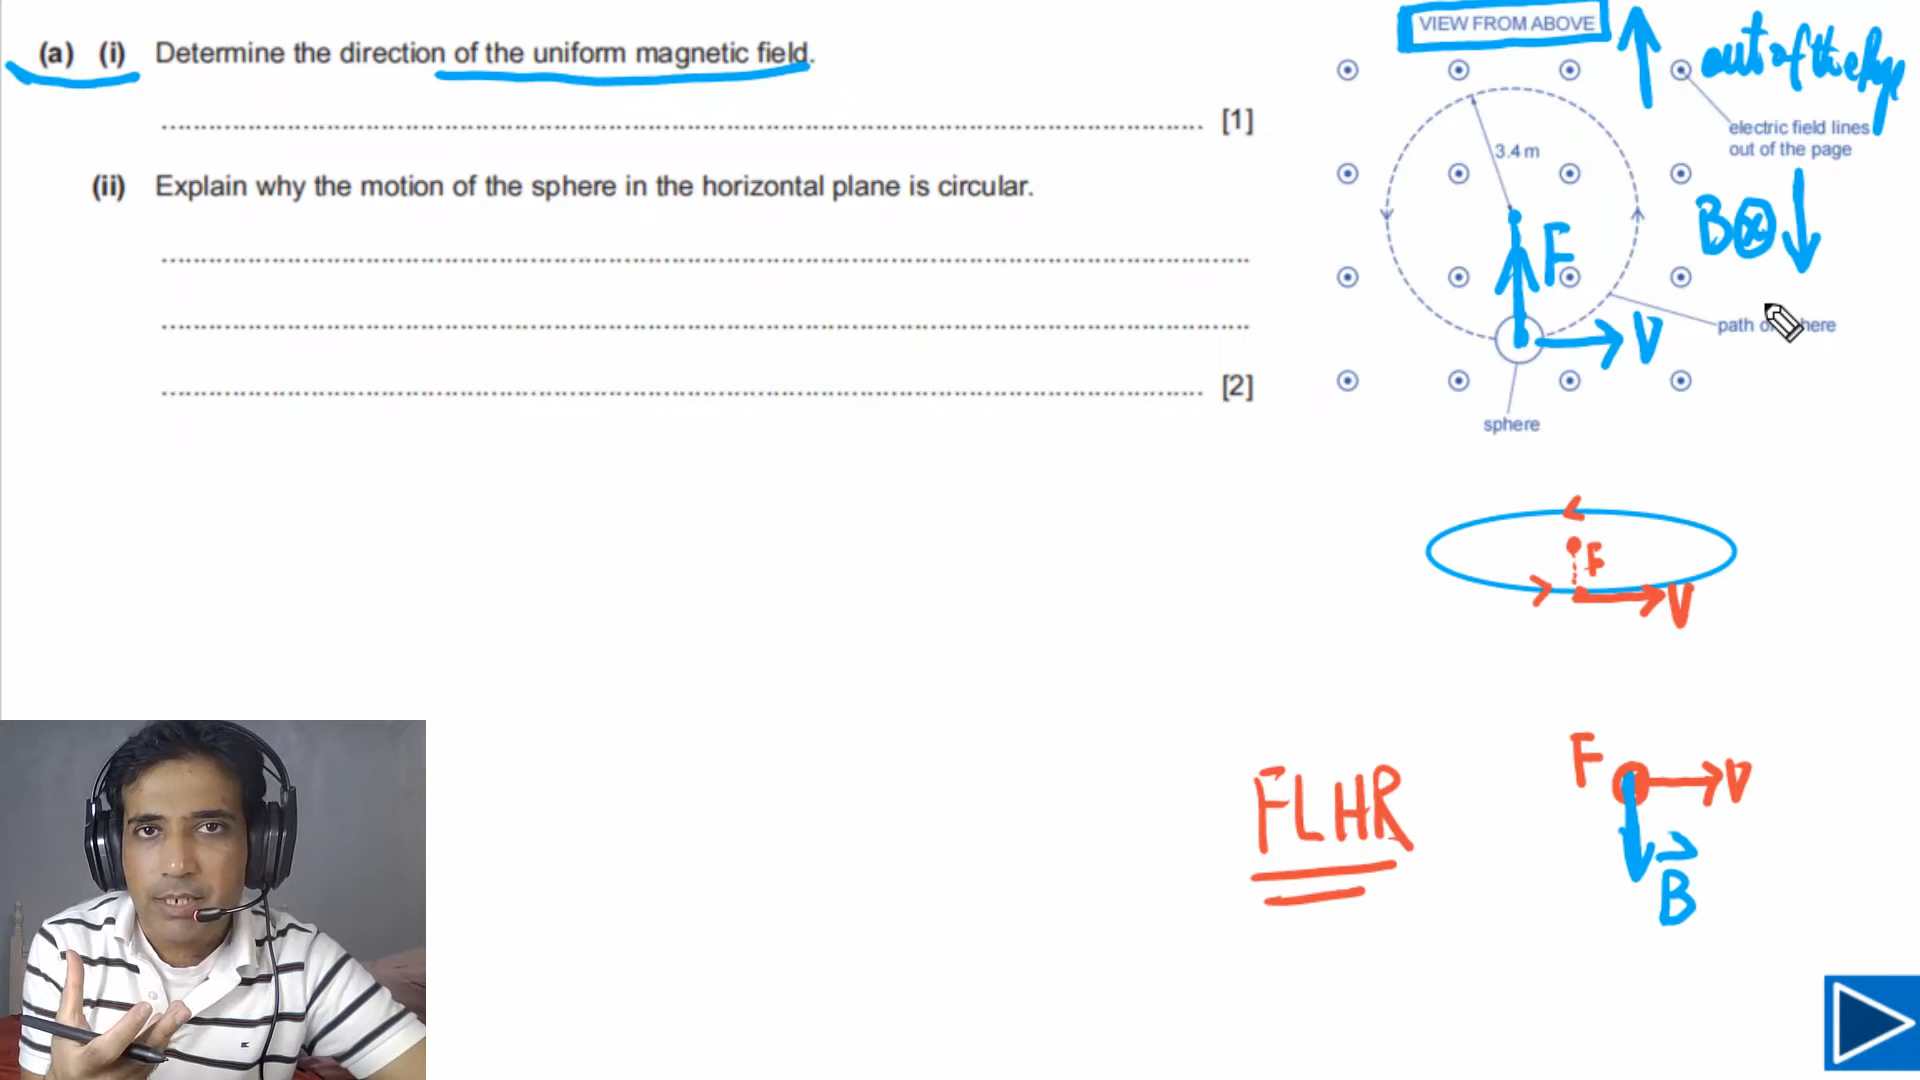 (a) (i) Determine the direction of the uniform magnetic field.
[1]
(ii) Explain why the motion of the sphere in the horizontal plane is circular.
[2]
VIEW FROM ABOVE
out of the page
electric field lines
out of the page
3.4 m
B
F
V
path of here
sphere
F
V
FLHR
F
V
B